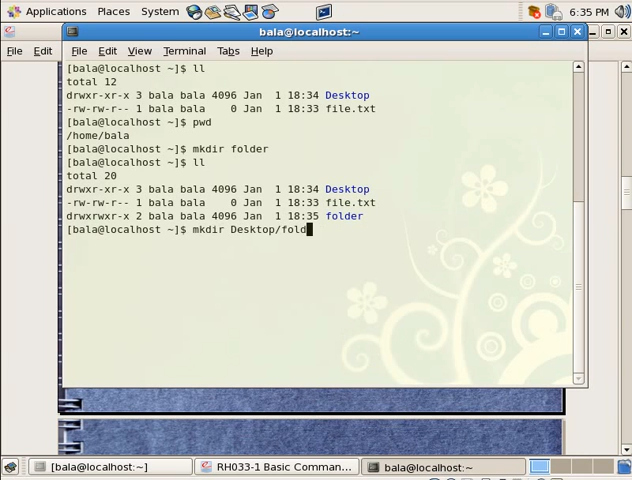 Applications Places System 6:35 PM
bala@localhost:~
File Edit
File Edit View Terminal Tabs Help
[bala@localhost ~]$ ll
total 12
drwxr-xr-x 3 bala bala 4096 Jan  1 18:34 Desktop
-rw-rw-r-- 1 bala bala    0 Jan  1 18:33 file.txt
[bala@localhost ~]$ pwd
/home/bala
[bala@localhost ~]$ mkdir folder
[bala@localhost ~]$ ll
total 20
drwxr-xr-x 3 bala bala 4096 Jan  1 18:34 Desktop
-rw-rw-r-- 1 bala bala    0 Jan  1 18:33 file.txt
drwxrwxr-x 2 bala bala 4096 Jan  1 18:35 folder
[bala@localhost ~]$ mkdir Desktop/fold
[bala@localhost ~] RH033-1 Basic Comman... bala@localhost:~